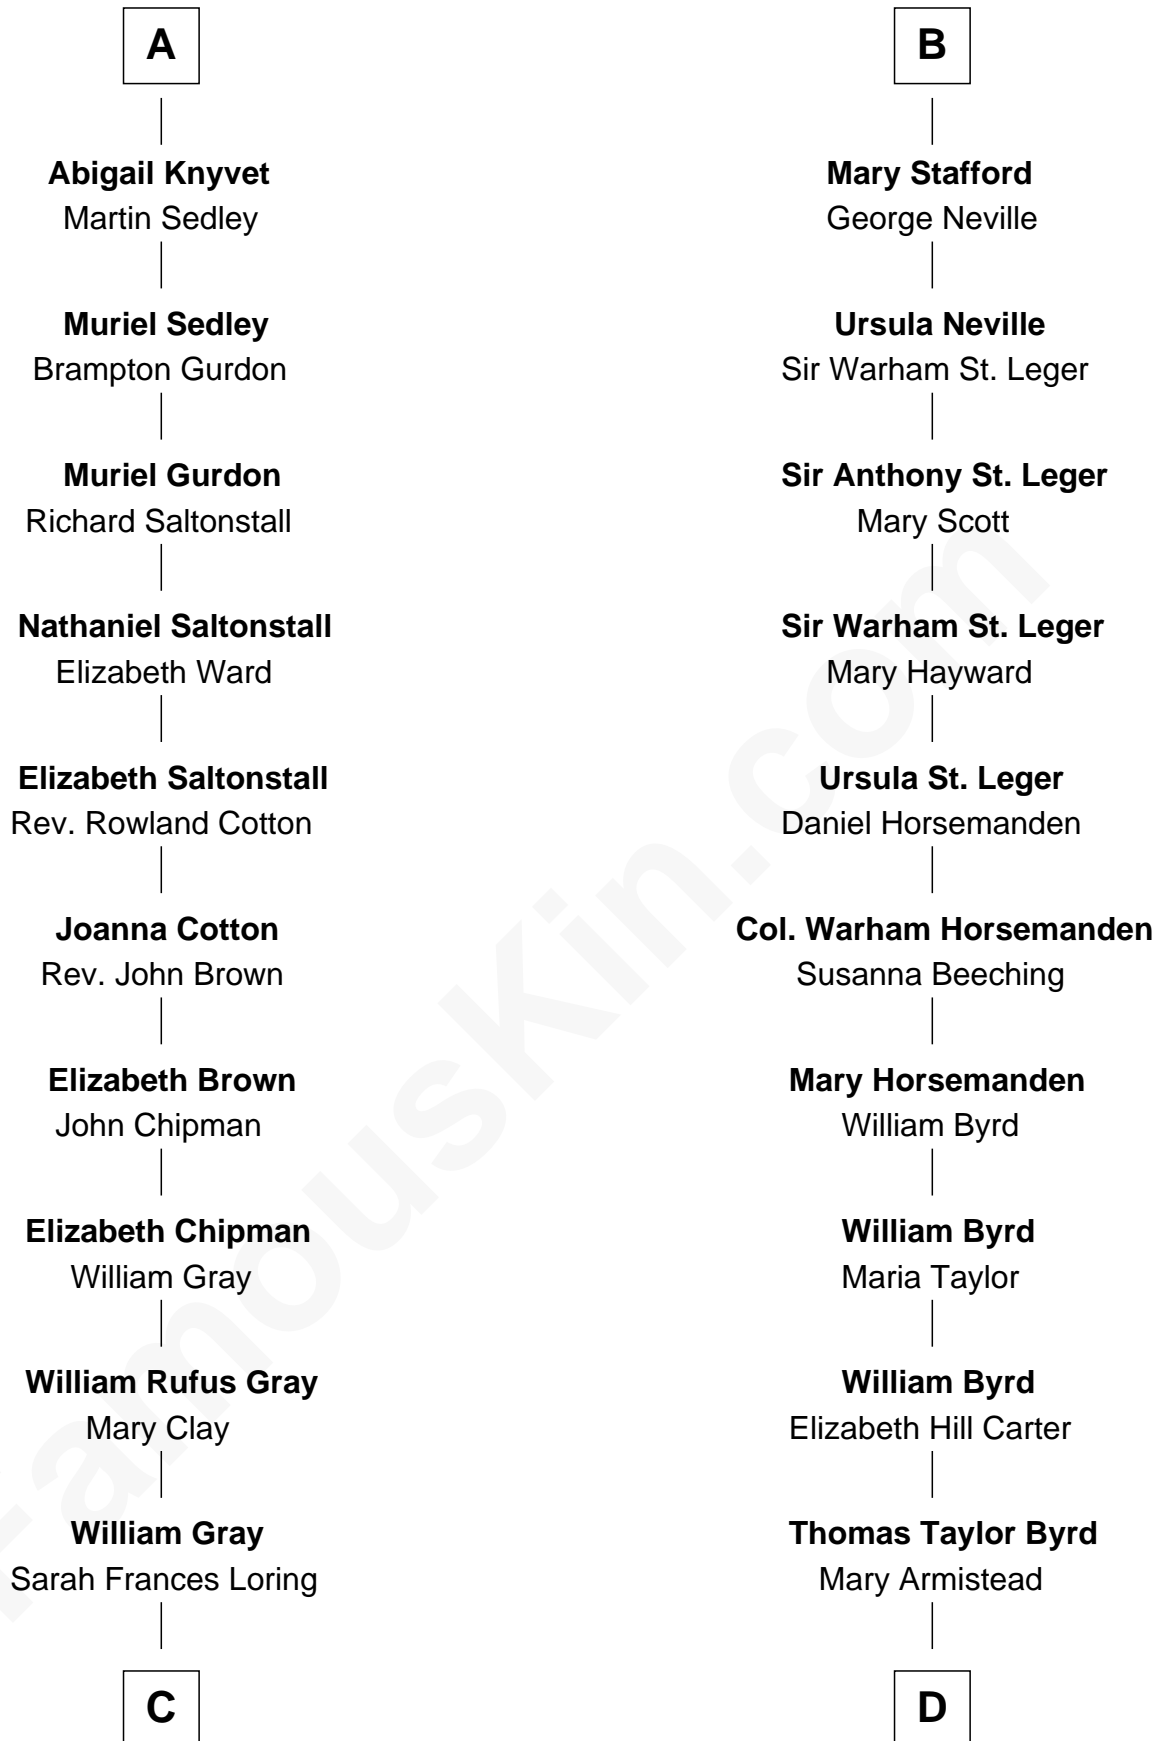 A
Abigail Knyvet
Martin Sedley
Muriel Sedley
Brampton Gurdon
Muriel Gurdon
Richard Saltonstall
Nathaniel Saltonstall
Elizabeth Ward
Elizabeth Saltonstall
Rev. Rowland Cotton
Joanna Cotton
Rev. John Brown
Elizabeth Brown
John Chipman
Elizabeth Chipman
William Gray
William Rufus Gray
Mary Clay
William Gray
Sarah Frances Loring
C
B
Mary Stafford
George Neville
Ursula Neville
Sir Warham St. Leger
Sir Anthony St. Leger
Mary Scott
Sir Warham St. Leger
Mary Hayward
Ursula St. Leger
Daniel Horsemanden
Col. Warham Horsemanden
Susanna Beeching
Mary Horsemanden
William Byrd
William Byrd
Maria Taylor
William Byrd
Elizabeth Hill Carter
Thomas Taylor Byrd
Mary Armistead
D
FamousKin.com